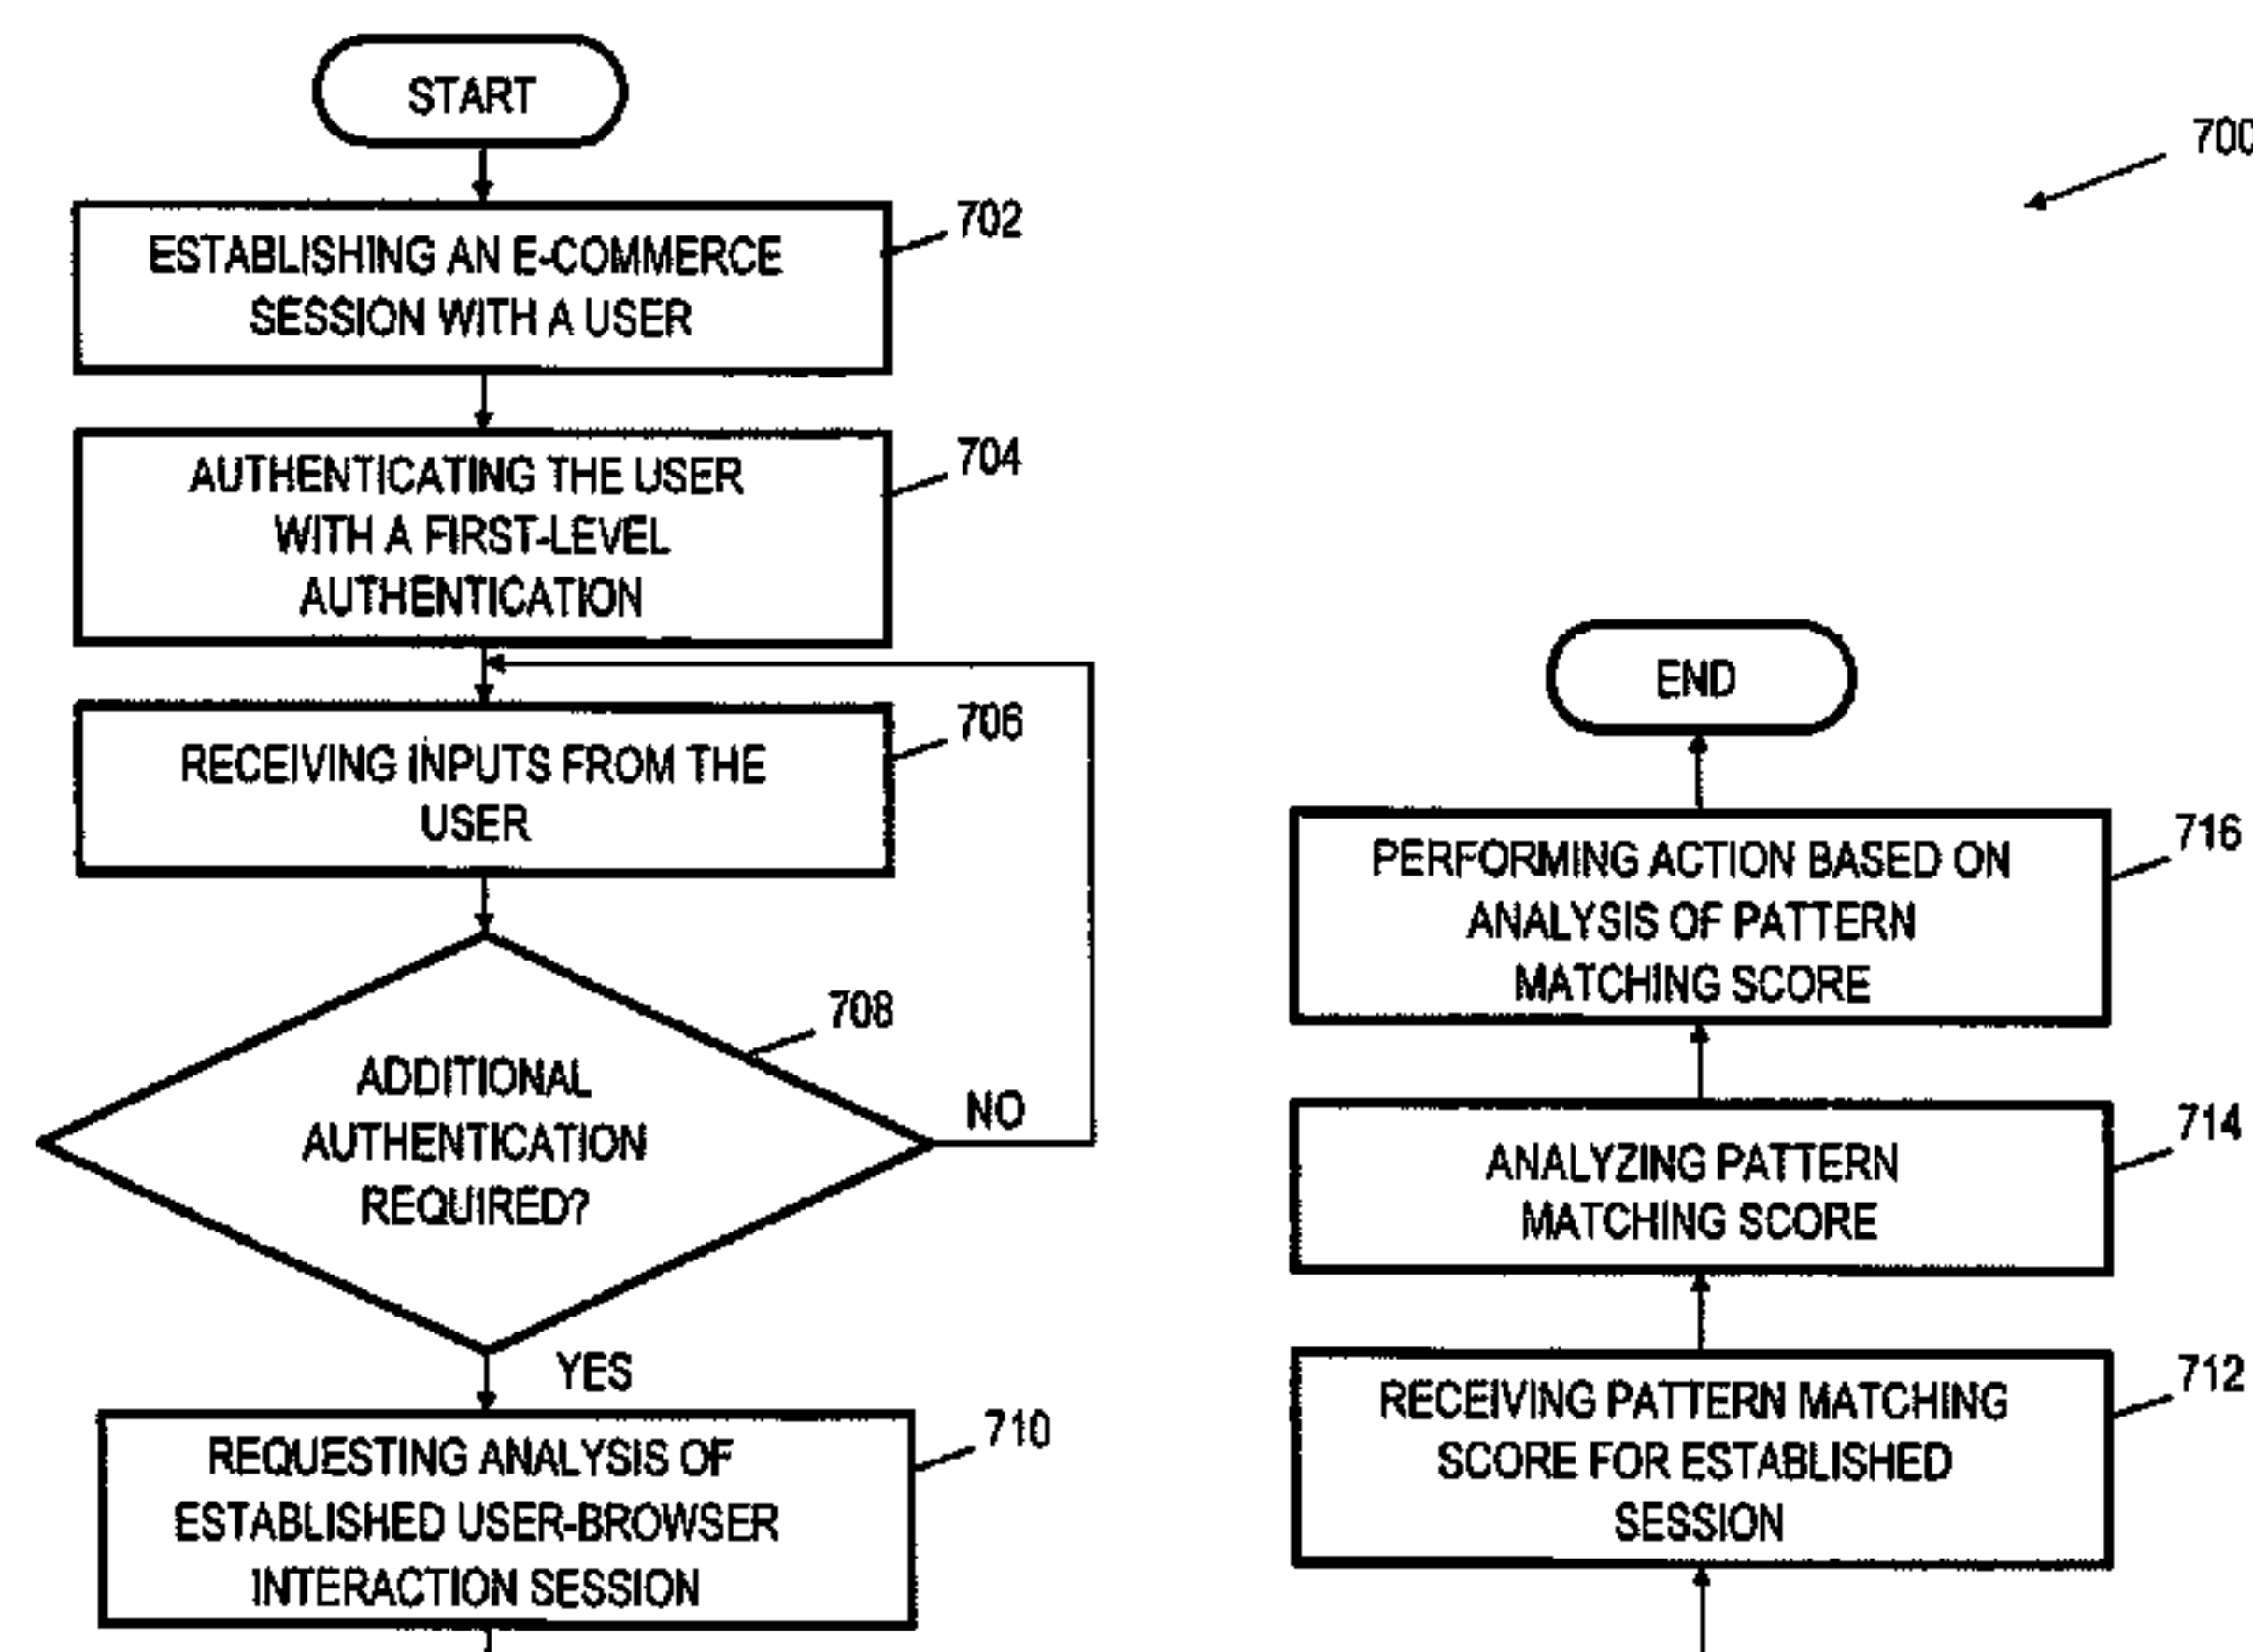 START
700
702
ESTABLISHING AN E-COMMERCE
SESSION WITH A USER
704
AUTHENTICATING THE USER
WITH A FIRST-LEVEL
AUTHENTICATION
706
RECEIVING INPUTS FROM THE
USER
708
ADDITIONAL
AUTHENTICATION
REQUIRED?
NO
YES
710
REQUESTING ANALYSIS OF
ESTABLISHED USER-BROWSER
INTERACTION SESSION
END
716
PERFORMING ACTION BASED ON
ANALYSIS OF PATTERN
MATCHING SCORE
714
ANALYZING PATTERN
MATCHING SCORE
712
RECEIVING PATTERN MATCHING
SCORE FOR ESTABLISHED
SESSION